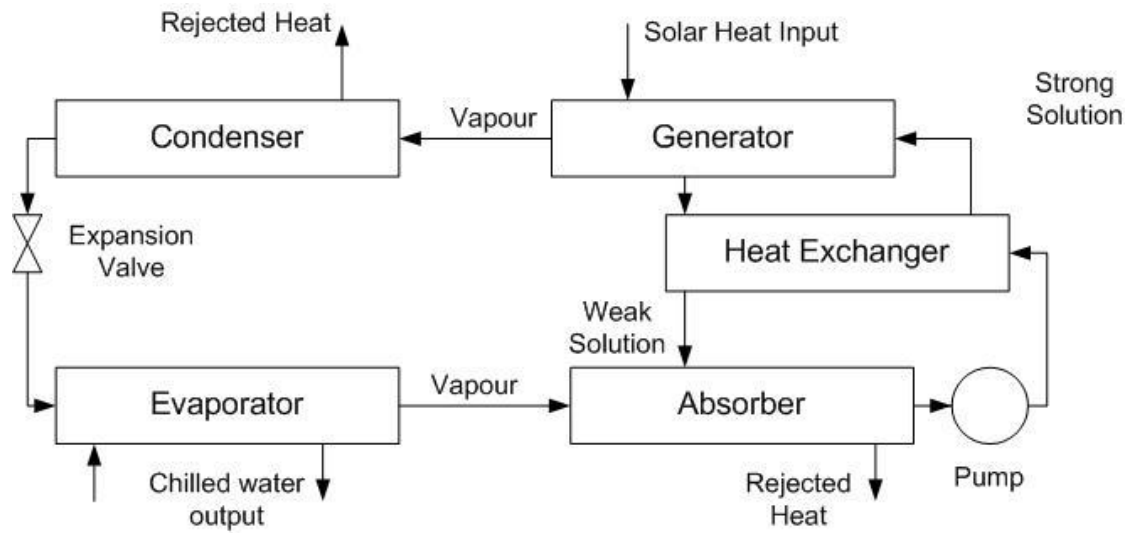 Rejected Heat
Solar Heat Input
Strong
Solution
Condenser
Vapour
Generator
Expansion
Valve
Heat Exchanger
Weak
Solution
Evaporator
Vapour
Absorber
Chilled water
output
Rejected
Heat
Pump